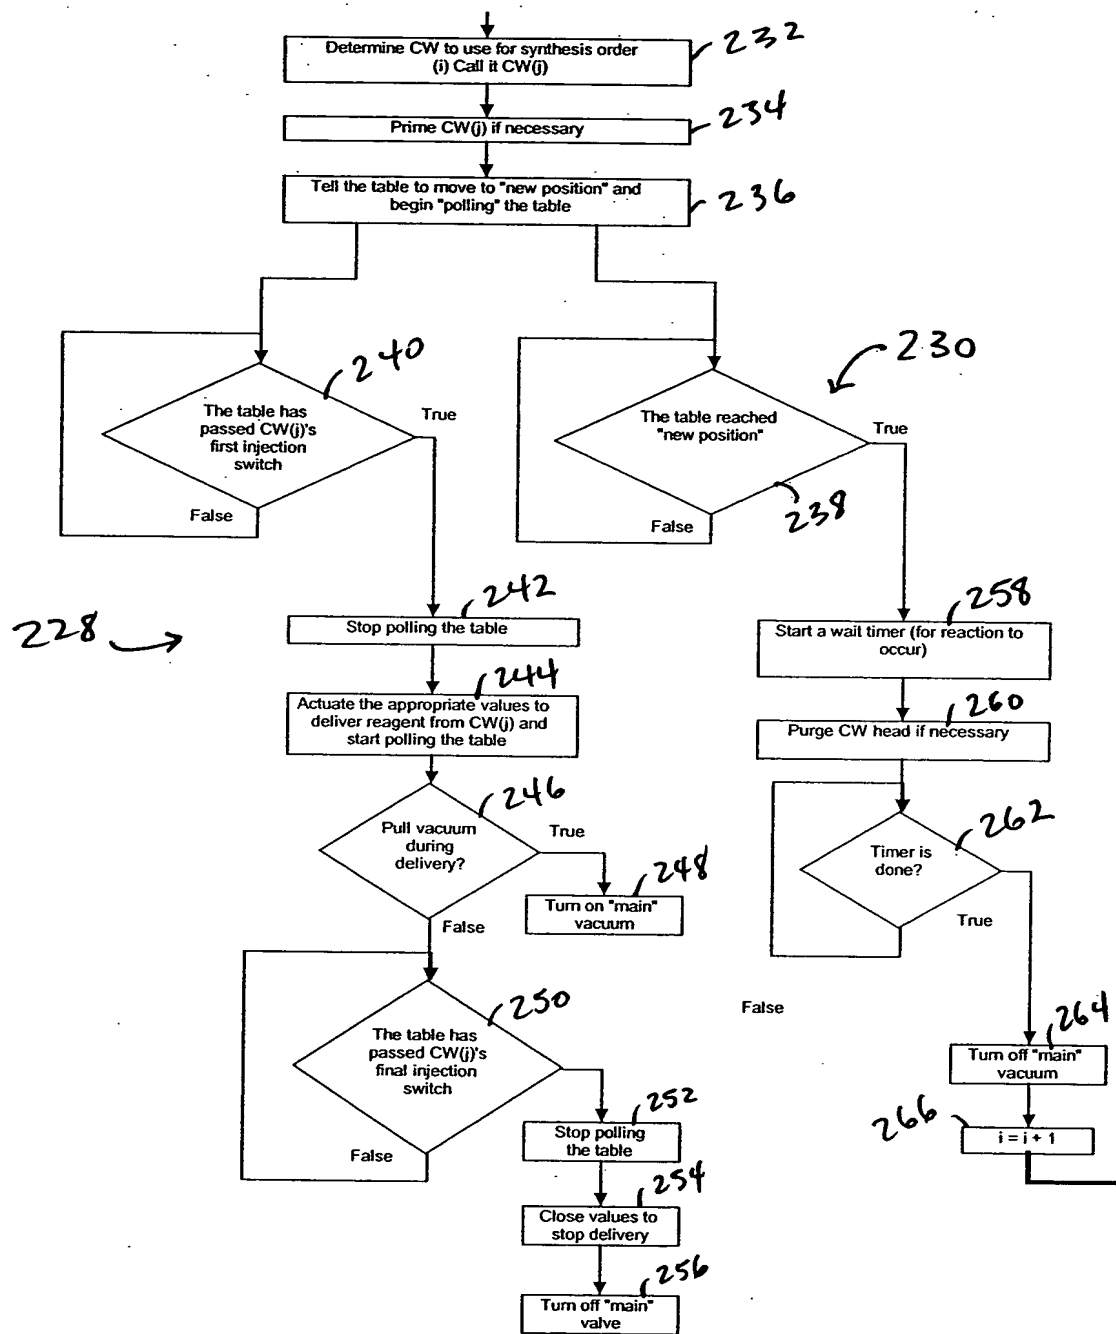 Determine CW to use for synthesis order
(i) Call it CW(j)
232
Prime CW(j) if necessary
234
Tell the table to move to "new position" and
begin "polling" the table
236
240
The table has
passed CW(j)'s
first injection
switch
True
False
230
The table reached
"new position"
True
238
False
228
242
Stop polling the table
244
Actuate the appropriate values to
deliver reagent from CW(j) and
start polling the table
246
Pull vacuum
during
delivery?
True
248
Turn on "main"
vacuum
False
250
The table has
passed CW(j)'s
final injection
switch
False
252
Stop polling
the table
254
Close values to
stop delivery
256
Turn off "main"
valve
258
Start a wait timer (for reaction to
occur)
260
Purge CW head if necessary
262
Timer is
done?
True
False
264
Turn off "main"
vacuum
266
i = i + 1